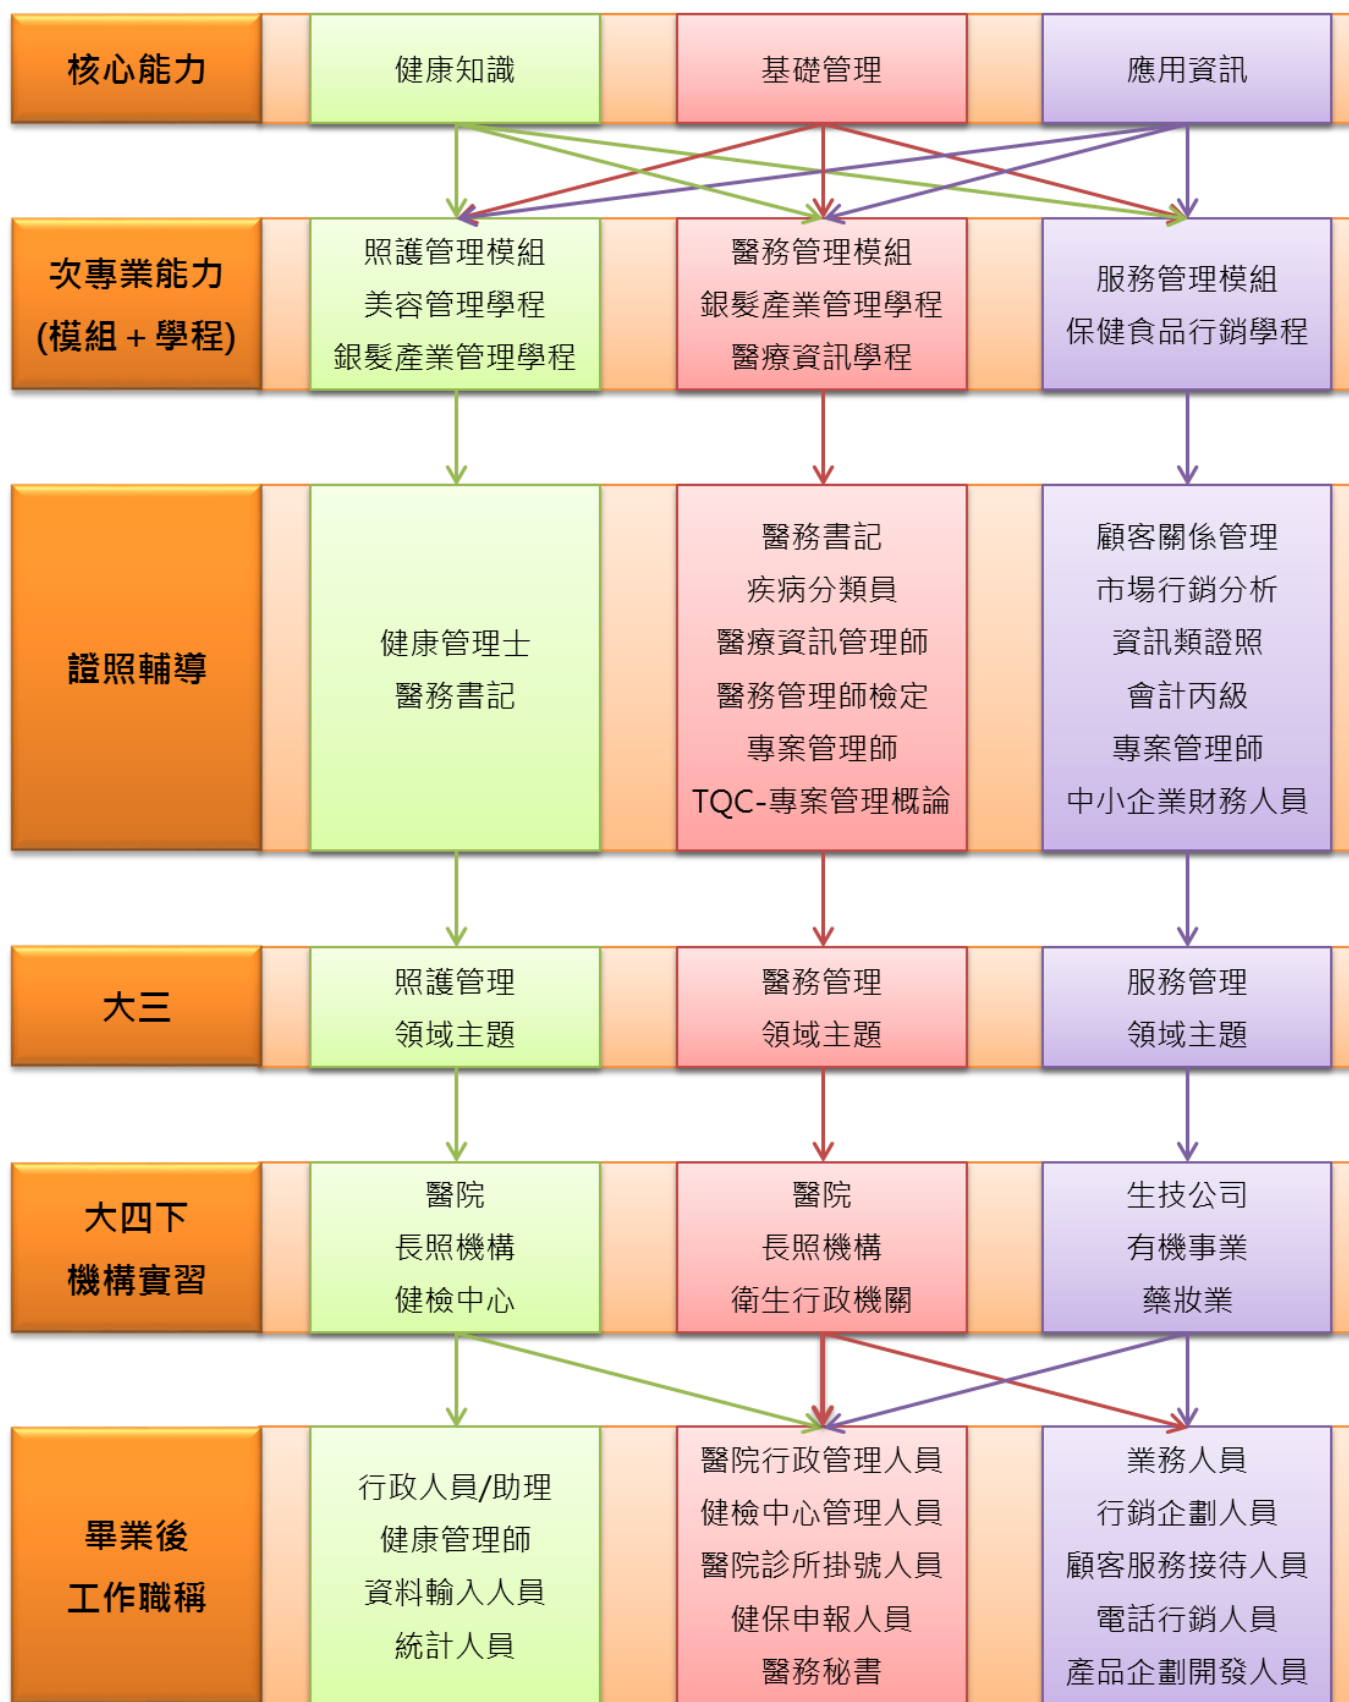 核心能力
健康知識
基礎管理
應用資訊
次專業能力
(模組+學程)
照護管理模組
美容管理學程
銀髮產業管理學程
醫務管理模組
銀髮產業管理學程
醫療資訊學程
服務管理模組
保健食品行銷學程
證照輔導
健康管理士
醫務書記
醫務書記
疾病分類員
醫療資訊管理師
醫務管理師檢定
專案管理師
TQC-專案管理概論
顧客關係管理
市場行銷分析
資訊類證照
會計丙級
專案管理師
中小企業財務人員
大三
照護管理
領域主題
醫務管理
領域主題
服務管理
領域主題
大四下
機構實習
醫院
長照機構
健檢中心
醫院
長照機構
衛生行政機關
生技公司
有機事業
藥妝業
畢業後
工作職稱
行政人員/助理
健康管理師
資料輸入人員
統計人員
醫院行政管理人員
健檢中心管理人員
醫院診所掛號人員
健保申報人員
醫務秘書
業務人員
行銷企劃人員
顧客服務接待人員
電話行銷人員
產品企劃開發人員